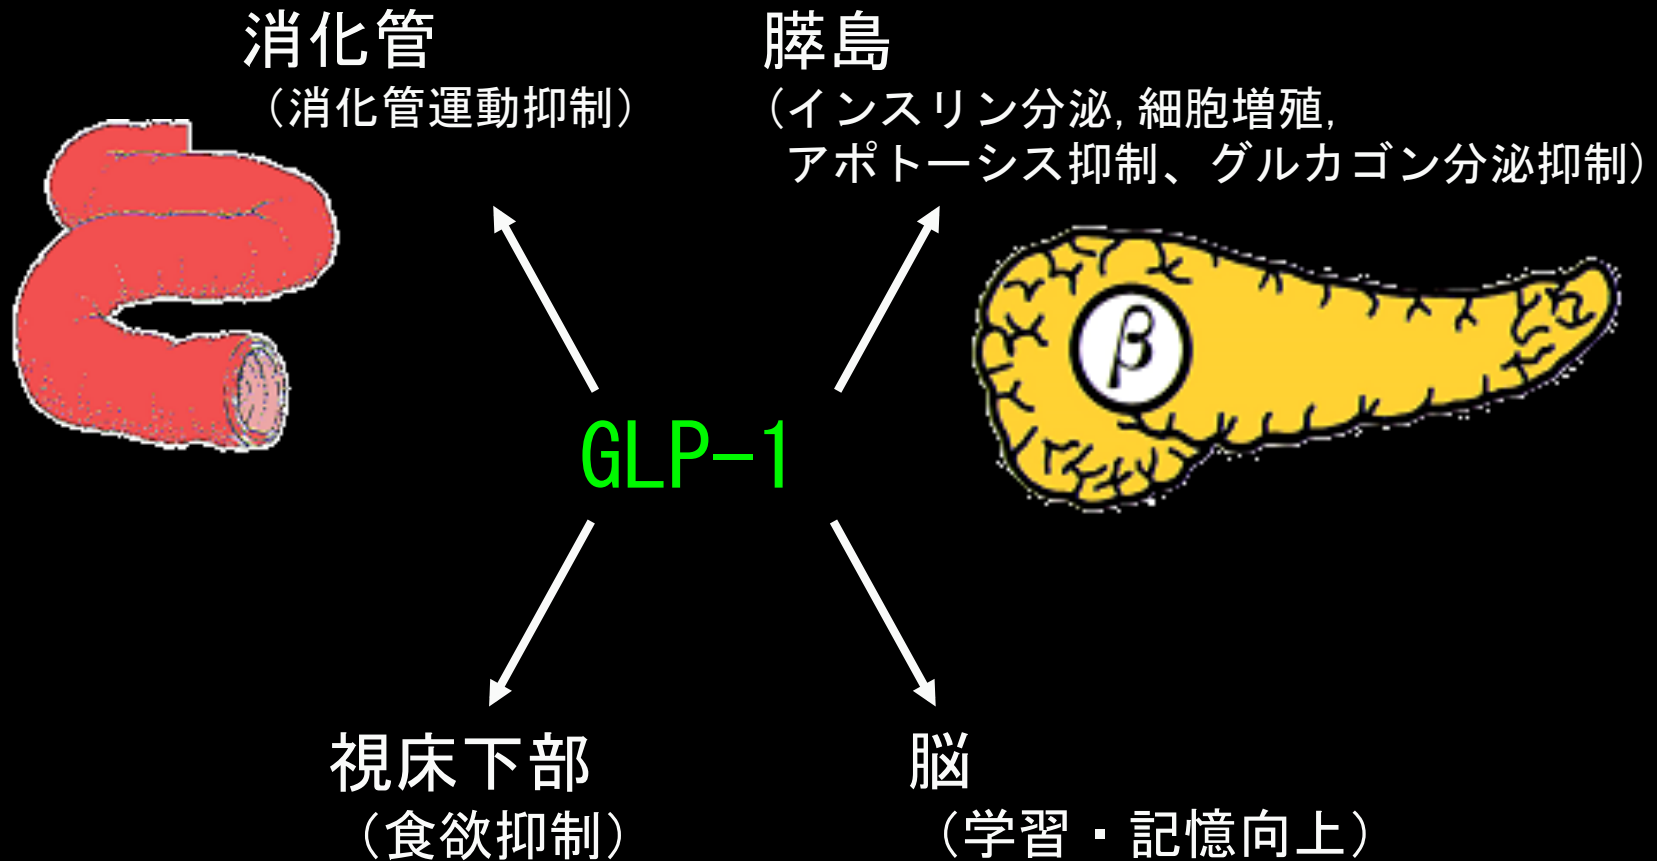 消化管
（消化管運動抑制）
膵島
（インスリン分泌, 細胞増殖,
アポトーシス抑制、グルカゴン分泌抑制）
β
GLP-1
視床下部
（食欲抑制）
脳
（学習・記憶向上）